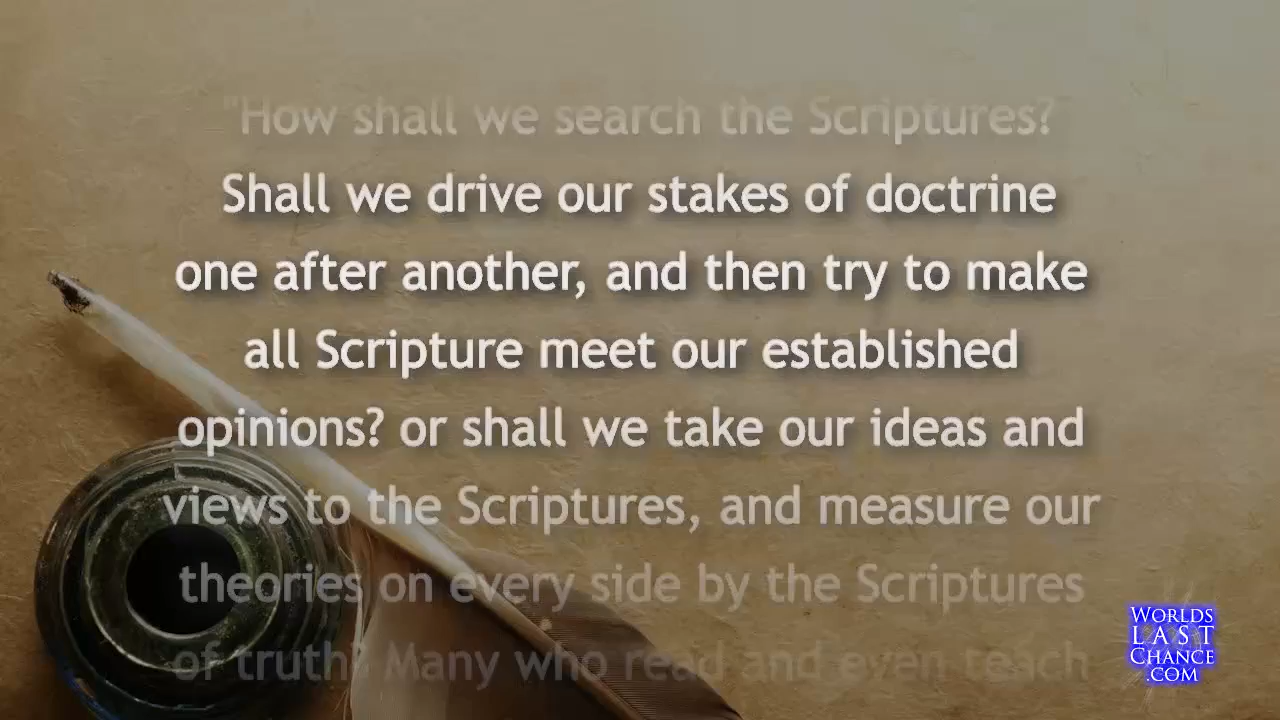 "How shall we search the Scriptures?
Shall we drive our stakes of doctrine
one after another, and then try to make
all Scripture meet our established
opinions? or shall we take our ideas and
views to the Scriptures, and measure our
theories on every side by the Scriptures
of truth? Many who read and even teach
WORLDS
LAST
CHANCE
.COM